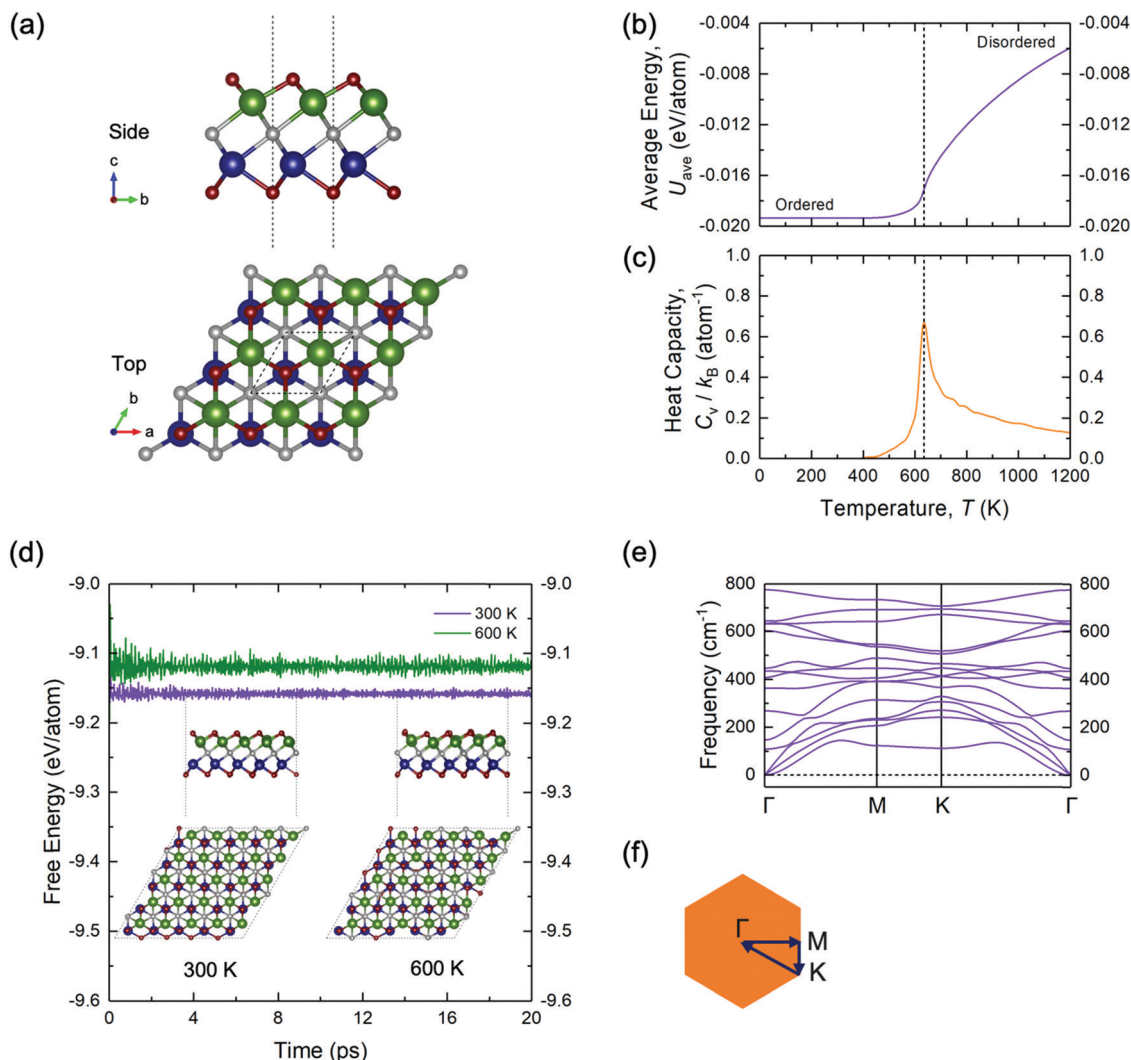 (a)
Side
c
b
Top
b
a
(b)
Average Energy,
U_ave (eV/atom)
-0.004
-0.008
-0.012
-0.016
-0.020
Disordered
Ordered
-0.004
-0.008
-0.012
-0.016
-0.020
(c)
Heat Capacity,
C_v / k_B (atom⁻¹)
1.0
0.8
0.6
0.4
0.2
0.0
1.0
0.8
0.6
0.4
0.2
0.0
0 200 400 600 800 1000 1200
Temperature, T (K)
(d)
Free Energy (eV/atom)
-9.0
-9.1
-9.2
-9.3
-9.4
-9.5
-9.6
300 K
600 K
300 K
600 K
-9.0
-9.1
-9.2
-9.3
-9.4
-9.5
-9.6
0 4 8 12 16 20
Time (ps)
(e)
Frequency (cm⁻¹)
800
600
400
200
0
800
600
400
200
0
Γ M K Γ
(f)
Γ
M
K